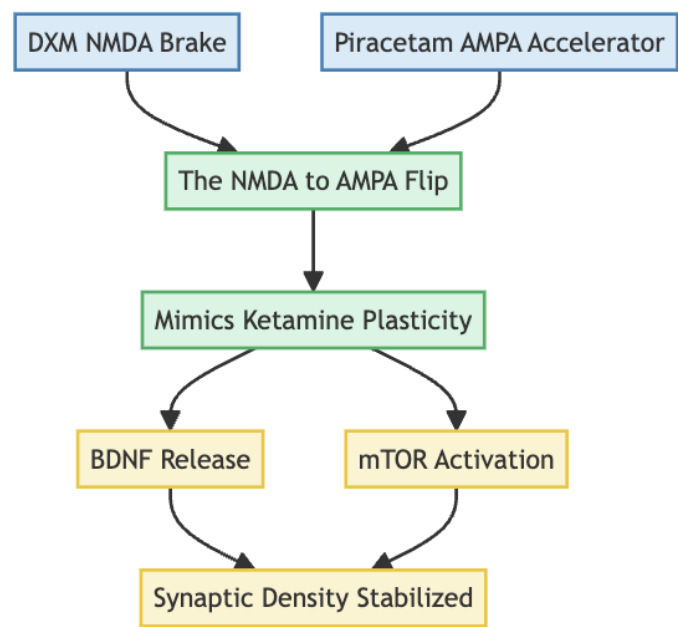 DXM NMDA Brake
Piracetam AMPA Accelerator
The NMDA to AMPA Flip
Mimics Ketamine Plasticity
BDNF Release
mTOR Activation
Synaptic Density Stabilized